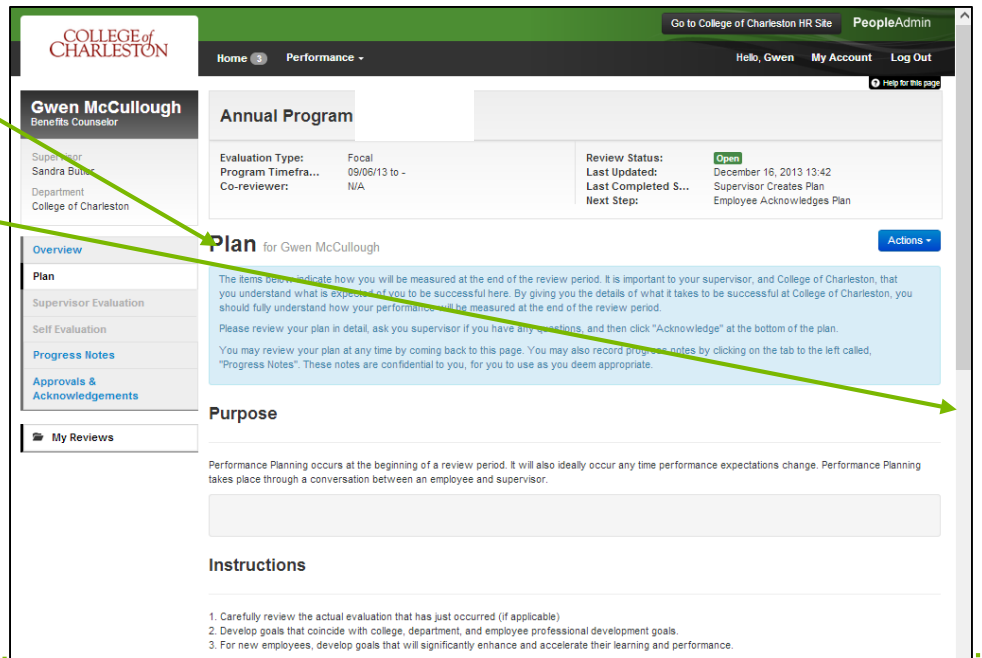 Go to College of Charleston HR Site PeopleAdmin
COLLEGE of
CHARLESTON
Home 3 Performance
Hello, Gwen My Account Log Out
Help for this page
Gwen McCullough
Benefits Counselor
Supervisor
Sandra Butler
Department
College of Charleston
Overview
Plan
Supervisor Evaluation
Self Evaluation
Progress Notes
Approvals &
Acknowledgements
My Reviews
Annual Program
Evaluation Type: Focal
Program Timefra... 09/06/13 to -
Co-reviewer: N/A
Review Status: Open
Last Updated: December 16, 2013 13:42
Last Completed S... Supervisor Creates Plan
Next Step: Employee Acknowledges Plan
Plan for Gwen McCullough
Actions
The items below indicate how you will be measured at the end of the review period. It is important to your supervisor, and College of Charleston, that
you understand what is expected of you to be successful here. By giving you the details of what it takes to be successful at College of Charleston, you
should fully understand how your performance will be measured at the end of the review period.
Please review your plan in detail, ask you supervisor if you have any questions, and then click "Acknowledge" at the bottom of the plan.
You may review your plan at any time by coming back to this page. You may also record progress notes by clicking on the tab to the left called,
"Progress Notes". These notes are confidential to you, for you to use as you deem appropriate.
Purpose
Performance Planning occurs at the beginning of a review period. It will also ideally occur any time performance expectations change. Performance Planning
takes place through a conversation between an employee and supervisor.
Instructions
1. Carefully review the actual evaluation that has just occurred (if applicable)
2. Develop goals that coincide with college, department, and employee professional development goals.
3. For new employees, develop goals that will significantly enhance and accelerate their learning and performance.